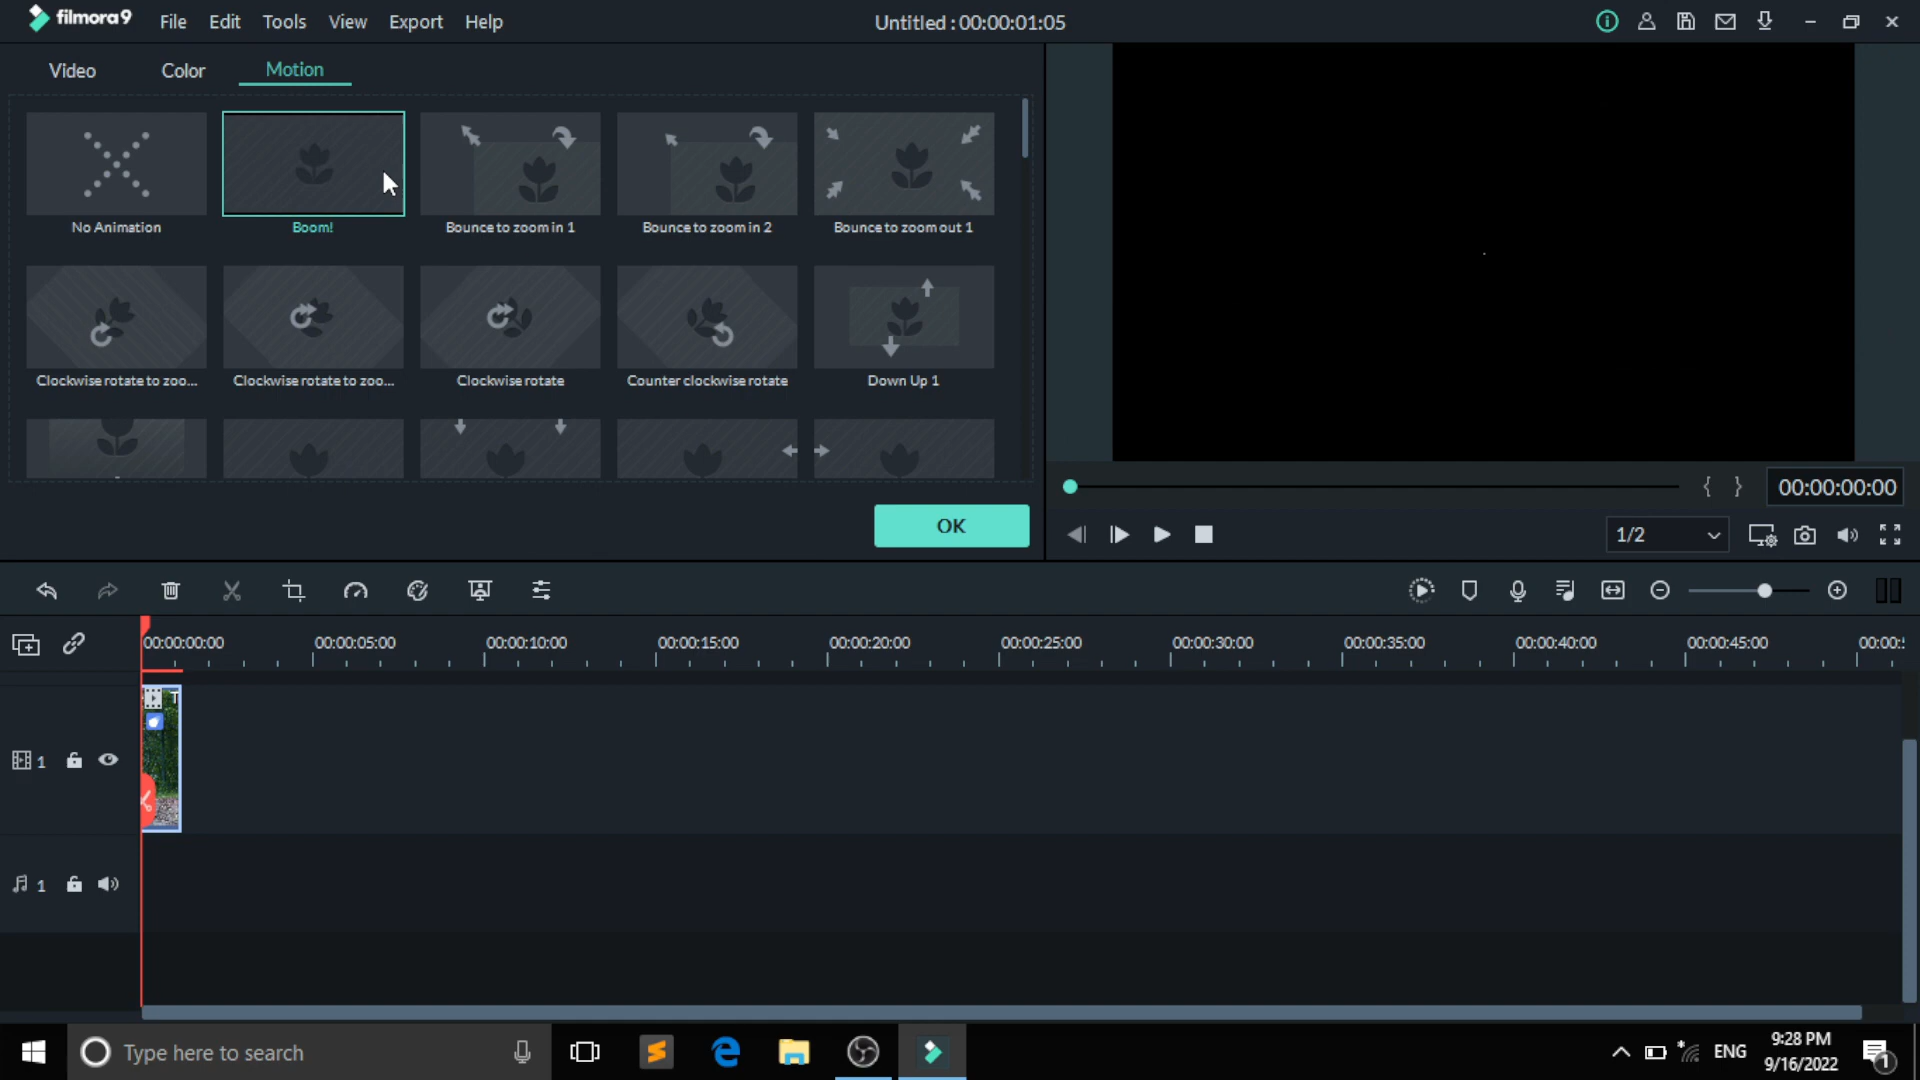 filmora9 File Edit Tools View Export Help Untitled : 00:00:01:05
Video Color Motion
No Animation Boom! Bounce to zoom in 1 Bounce to zoom in 2 Bounce to zoom out 1
Clockwise rotate to zoo... Clockwise rotate to zoo... Clockwise rotate Counter clockwise rotate Down Up 1
{ } 00:00:00:00
OK
1/2
00:00:00:00 00:00:05:00 00:00:10:00 00:00:15:00 00:00:20:00 00:00:25:00 00:00:30:00 00:00:35:00 00:00:40:00 00:00:45:00 00:00:
T
1
1
Type here to search
ENG
9:28 PM
9/16/2022
1